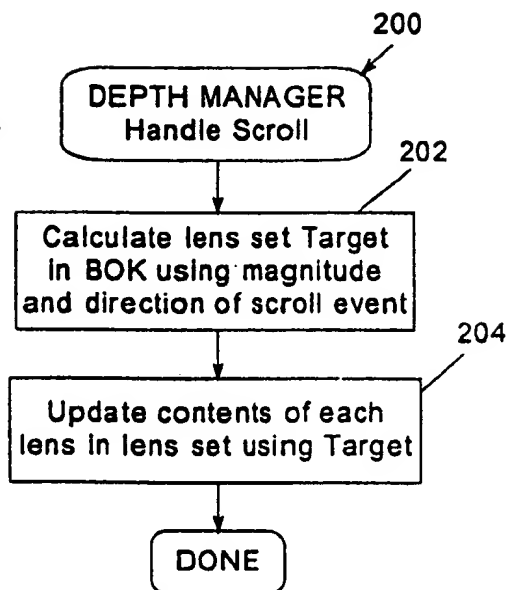 200
DEPTH MANAGER
Handle Scroll
202
Calculate lens set Target
in BOK using magnitude
and direction of scroll event
204
Update contents of each
lens in lens set using Target
DONE